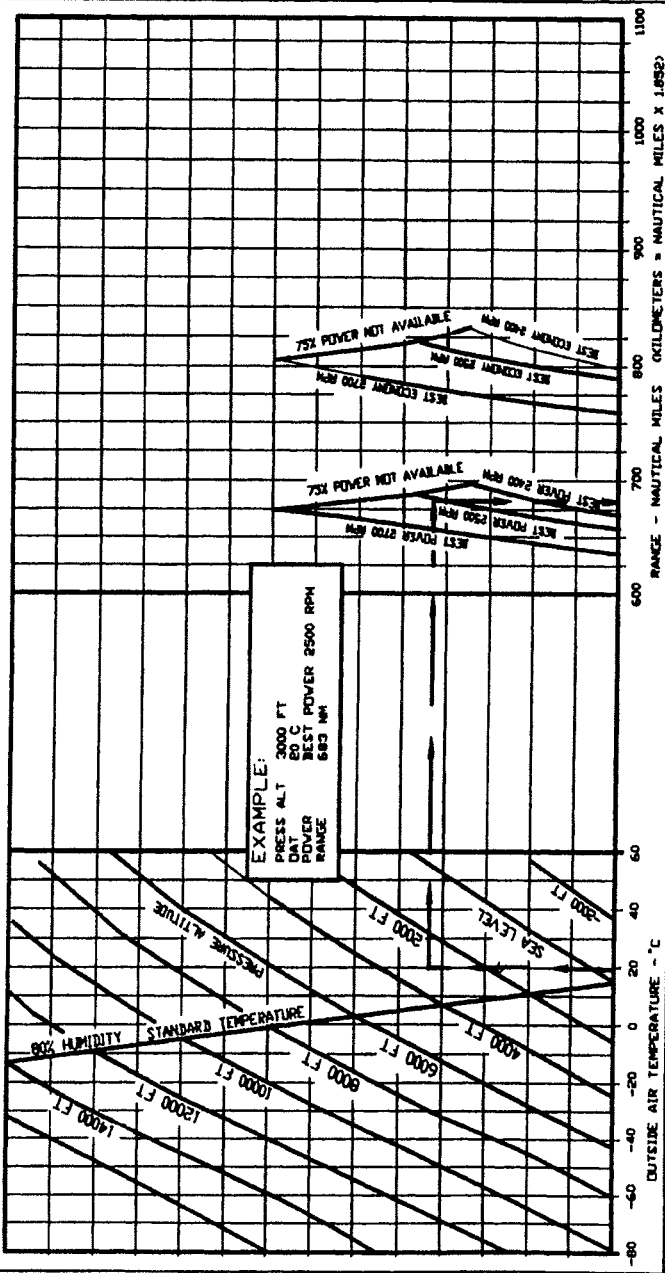 EXAMPLE:
PRESS ALT 3000 FT
OAT 20 C
POWER BEST POWER 2500 RPM
RANGE 683 NM
75% POWER NOT AVAILABLE
BEST ECONOMY 2700 RPM
BEST ECONOMY 2500 RPM
BEST ECONOMY 2400 RPM
75% POWER NOT AVAILABLE
BEST POWER 2700 RPM
BEST POWER 2500 RPM
BEST POWER 2400 RPM
80% HUMIDITY STANDARD TEMPERATURE
PRESSURE ALTITUDE
14000 FT
12000 FT
10000 FT
8000 FT
6000 FT
4000 FT
2000 FT
SEA LEVEL
-2000 FT
-80 -60 -40 -20 0 20 40 60
OUTSIDE AIR TEMPERATURE - °C
600 700 800 900 1000 1100
RANGE - NAUTICAL MILES (KILOMETERS = NAUTICAL MILES X 1.852)